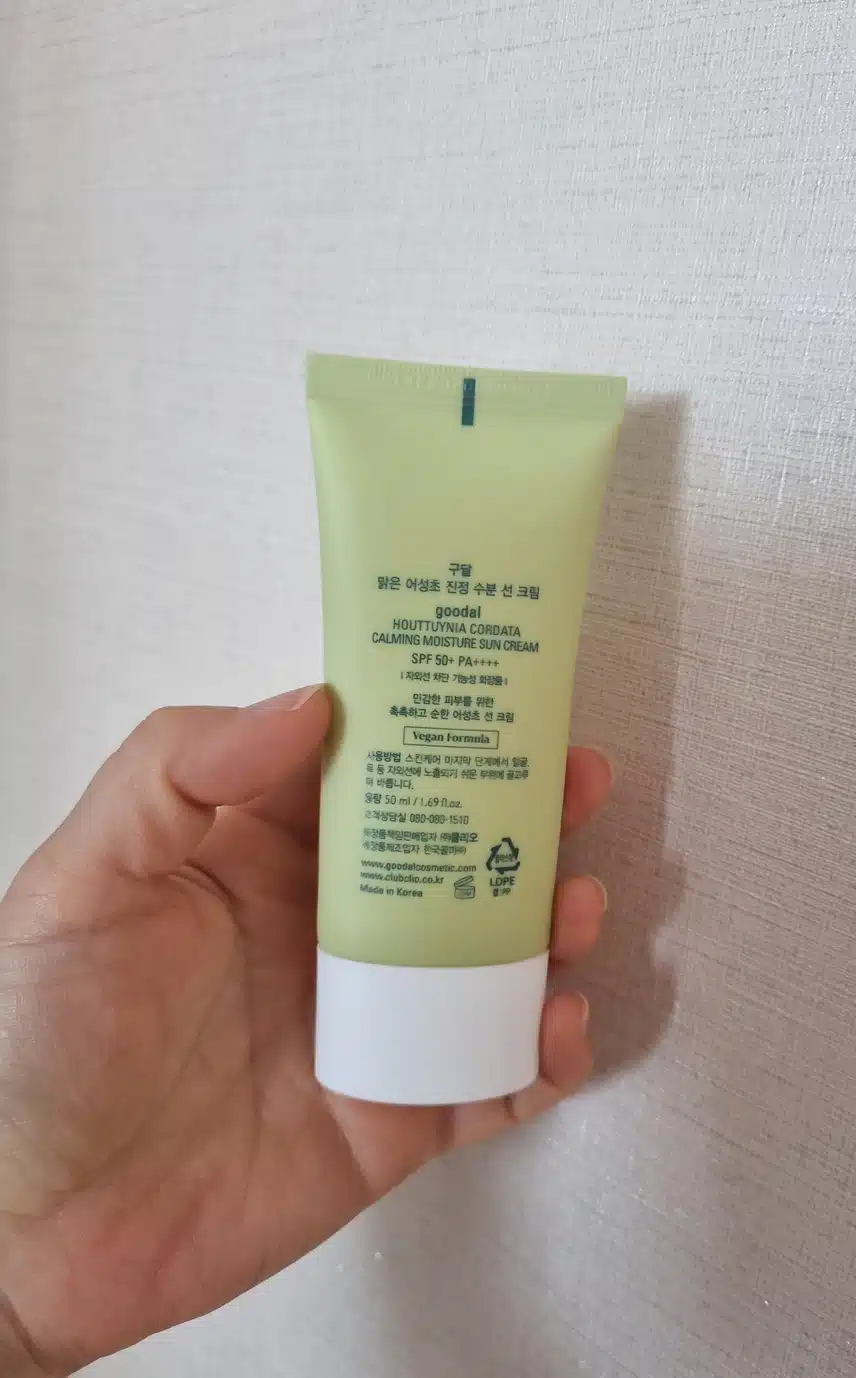 구달
맑은 어성초 진정 수분 선 크림
goodal
HOUTTUYNIA CORDATA
CALMING MOISTURE SUN CREAM
SPF 50+ PA++++
| 자외선 차단 기능성 화장품 |
민감한 피부를 위한
촉촉하고 순한 어성초 선 크림
Vegan Formula
사용방법 스킨케어 마지막 단계에서 얼굴,
목 등 자외선에 노출되기 쉬운 부위에 골고루
펴 바릅니다.
용량 50 ml / 1.69 fl.oz.
고객상담실 080-080-1510
화장품책임판매업자 ㈜클리오
화장품제조업자 한국콜마㈜
www.goodalcosmetic.com
www.clubclio.co.kr
Made in Korea
LDPE
캡:PP